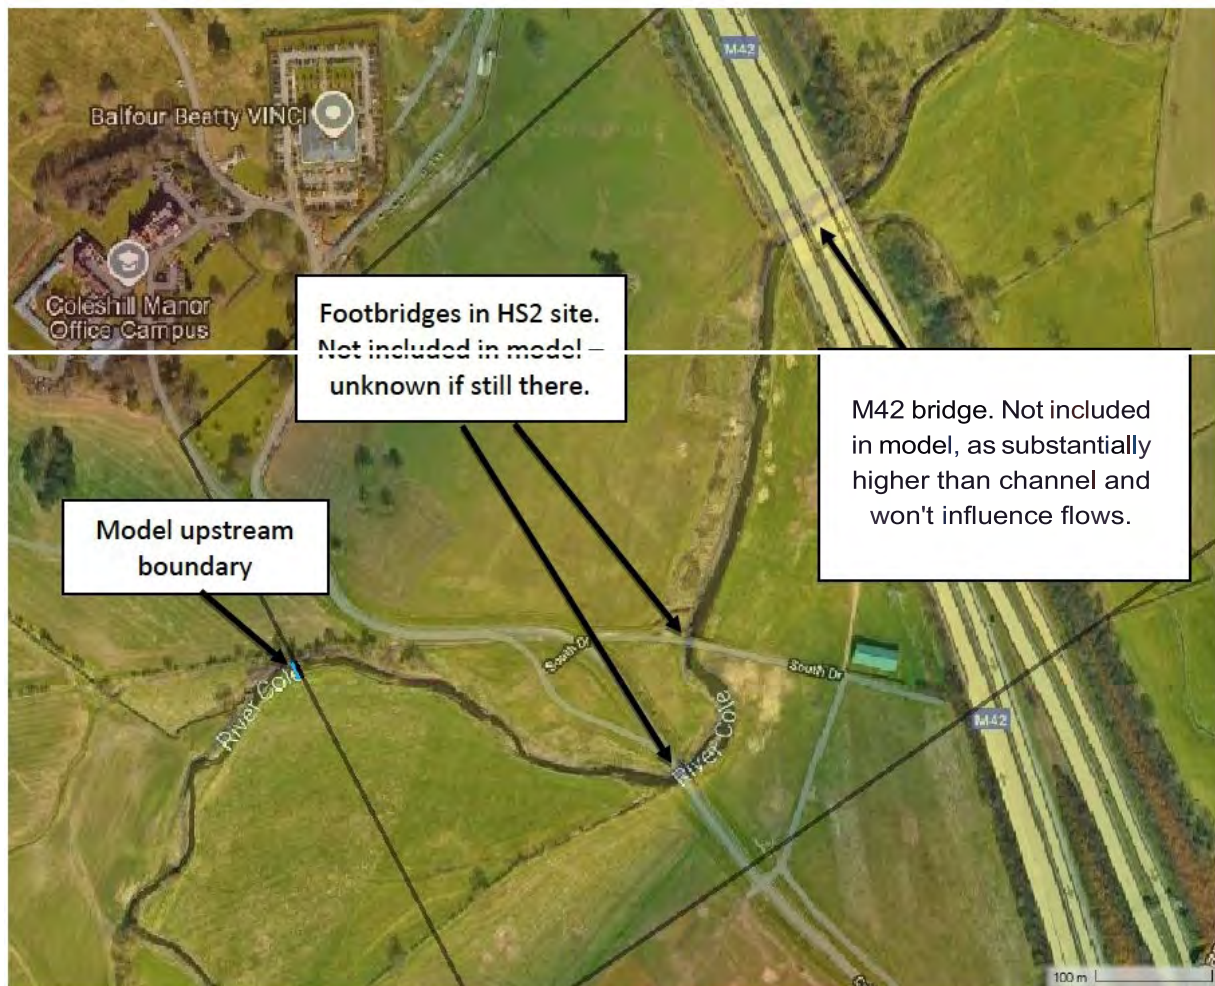 M42
Balfour Beatty VINCI
Coleshill Manor
Office Campus
Footbridges in HS2 site.
Not included in model –
unknown if still there.
M42 bridge. Not included
in model, as substantially
higher than channel and
won't influence flows.
Model upstream
boundary
South Dr
South Dr
River Cole
River Cole
M42
100 m